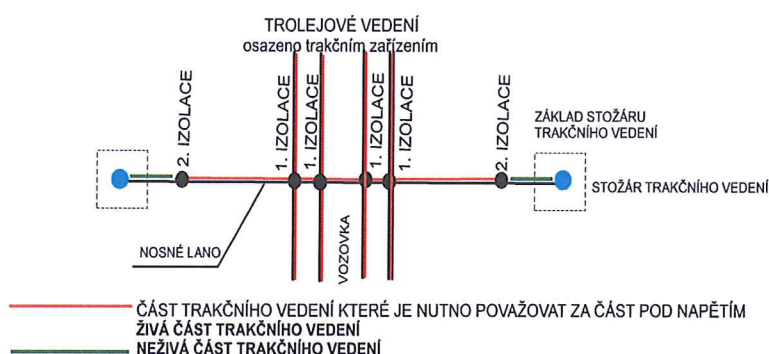 TROLEJOVÉ VEDENÍ
osazeno trakčním zařízením
2. IZOLACE
1. IZOLACE
1. IZOLACE
1. IZOLACE
1. IZOLACE
2. IZOLACE
ZÁKLAD STOŽÁRU
TRAKČNÍHO VEDENÍ
STOŽÁR TRAKČNÍHO VEDENÍ
NOSNÉ LANO
VOZOVKA
ČÁST TRAKČNÍHO VEDENÍ KTERÉ JE NUTNO POVAŽOVAT ZA ČÁST POD NAPĚTÍM
ŽIVÁ ČÁST TRAKČNÍHO VEDENÍ
NEŽIVÁ ČÁST TRAKČNÍHO VEDENÍ